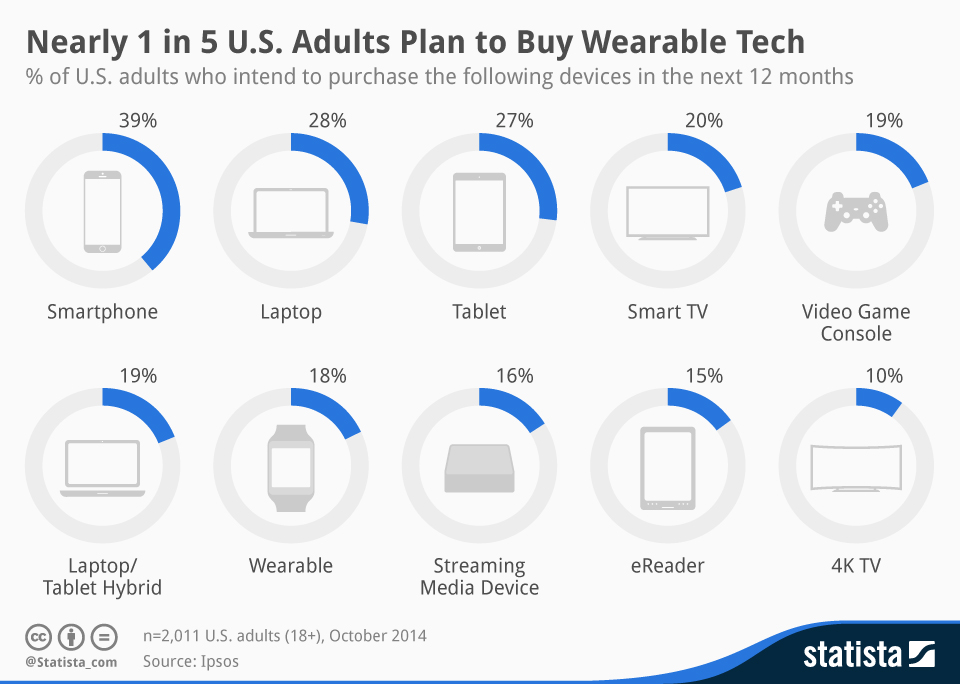 Nearly 1 in 5 U.S. Adults Plan to Buy Wearable Tech
% of U.S. adults who intend to purchase the following devices in the next 12 months
39%
28%
27%
20%
19%
Smartphone
Laptop
Tablet
Smart TV
Video Game
Console
19%
18%
16%
15%
10%
Laptop/
Tablet Hybrid
Wearable
Streaming
Media Device
eReader
4K TV
cc
@Statista_com
n=2,011 U.S. adults (18+), October 2014
Source: Ipsos
statista